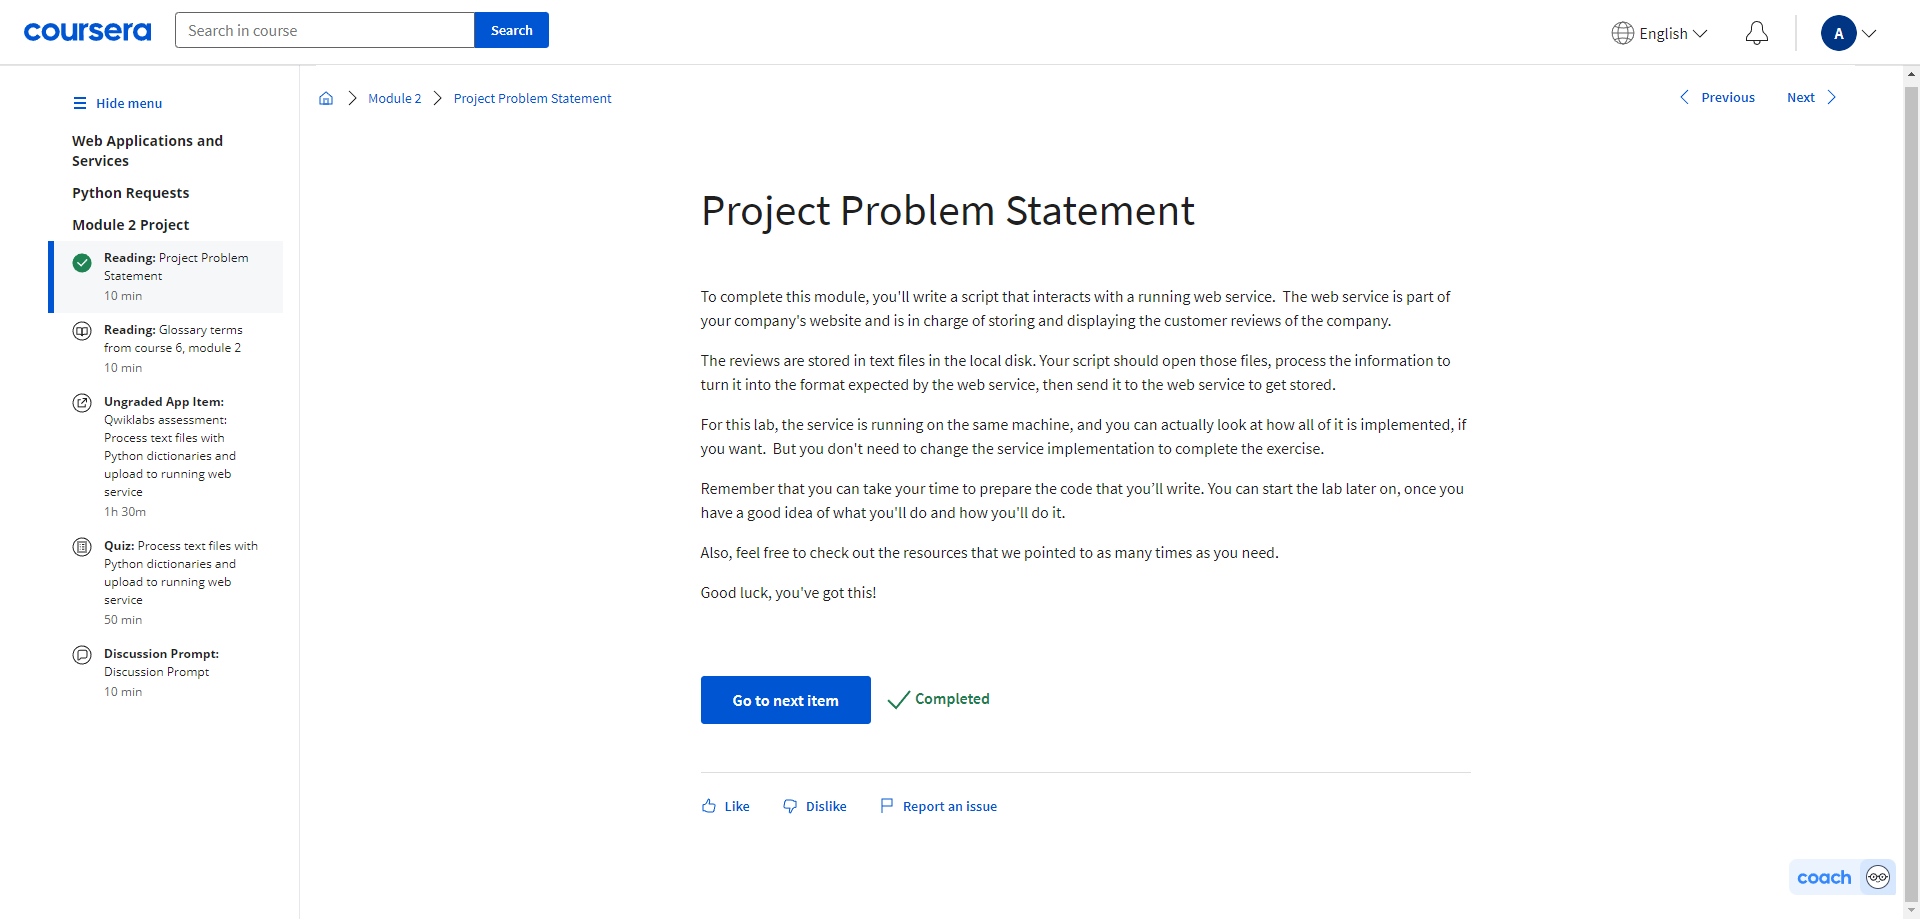 coursera
Search in course
Search
English
A
Hide menu
Web Applications and
Services
Python Requests
Module 2 Project
Reading: Project Problem
Statement
10 min
Reading: Glossary terms
from course 6, module 2
10 min
Ungraded App Item:
Qwiklabs assessment:
Process text files with
Python dictionaries and
upload to running web
service
1h 30m
Quiz: Process text files with
Python dictionaries and
upload to running web
service
50 min
Discussion Prompt:
Discussion Prompt
10 min
Module 2
Project Problem Statement
Previous
Next
Project Problem Statement
To complete this module, you'll write a script that interacts with a running web service.  The web service is part of
your company's website and is in charge of storing and displaying the customer reviews of the company.
The reviews are stored in text files in the local disk. Your script should open those files, process the information to
turn it into the format expected by the web service, then send it to the web service to get stored.
For this lab, the service is running on the same machine, and you can actually look at how all of it is implemented, if
you want.  But you don't need to change the service implementation to complete the exercise.
Remember that you can take your time to prepare the code that you’ll write. You can start the lab later on, once you
have a good idea of what you'll do and how you'll do it.
Also, feel free to check out the resources that we pointed to as many times as you need.
Good luck, you've got this!
Go to next item
Completed
Like
Dislike
Report an issue
coach